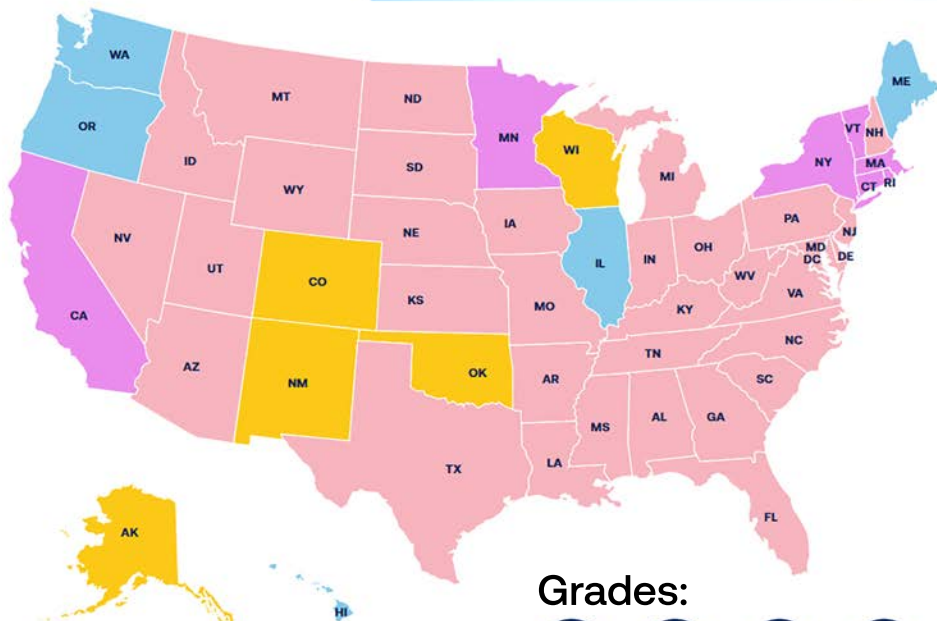 WA
ME
MT
ND
OR
VT
NH
MN
ID
WI
NY
MA
SD
MI
CT
RI
WY
PA
IA
NE
NJ
NV
OH
MD
IL
IN
DE
UT
DC
CO
WV
KS
VA
MO
KY
CA
NC
TN
AZ
OK
SC
NM
AR
AL
GA
MS
LA
TX
FL
AK
Grades:
HI